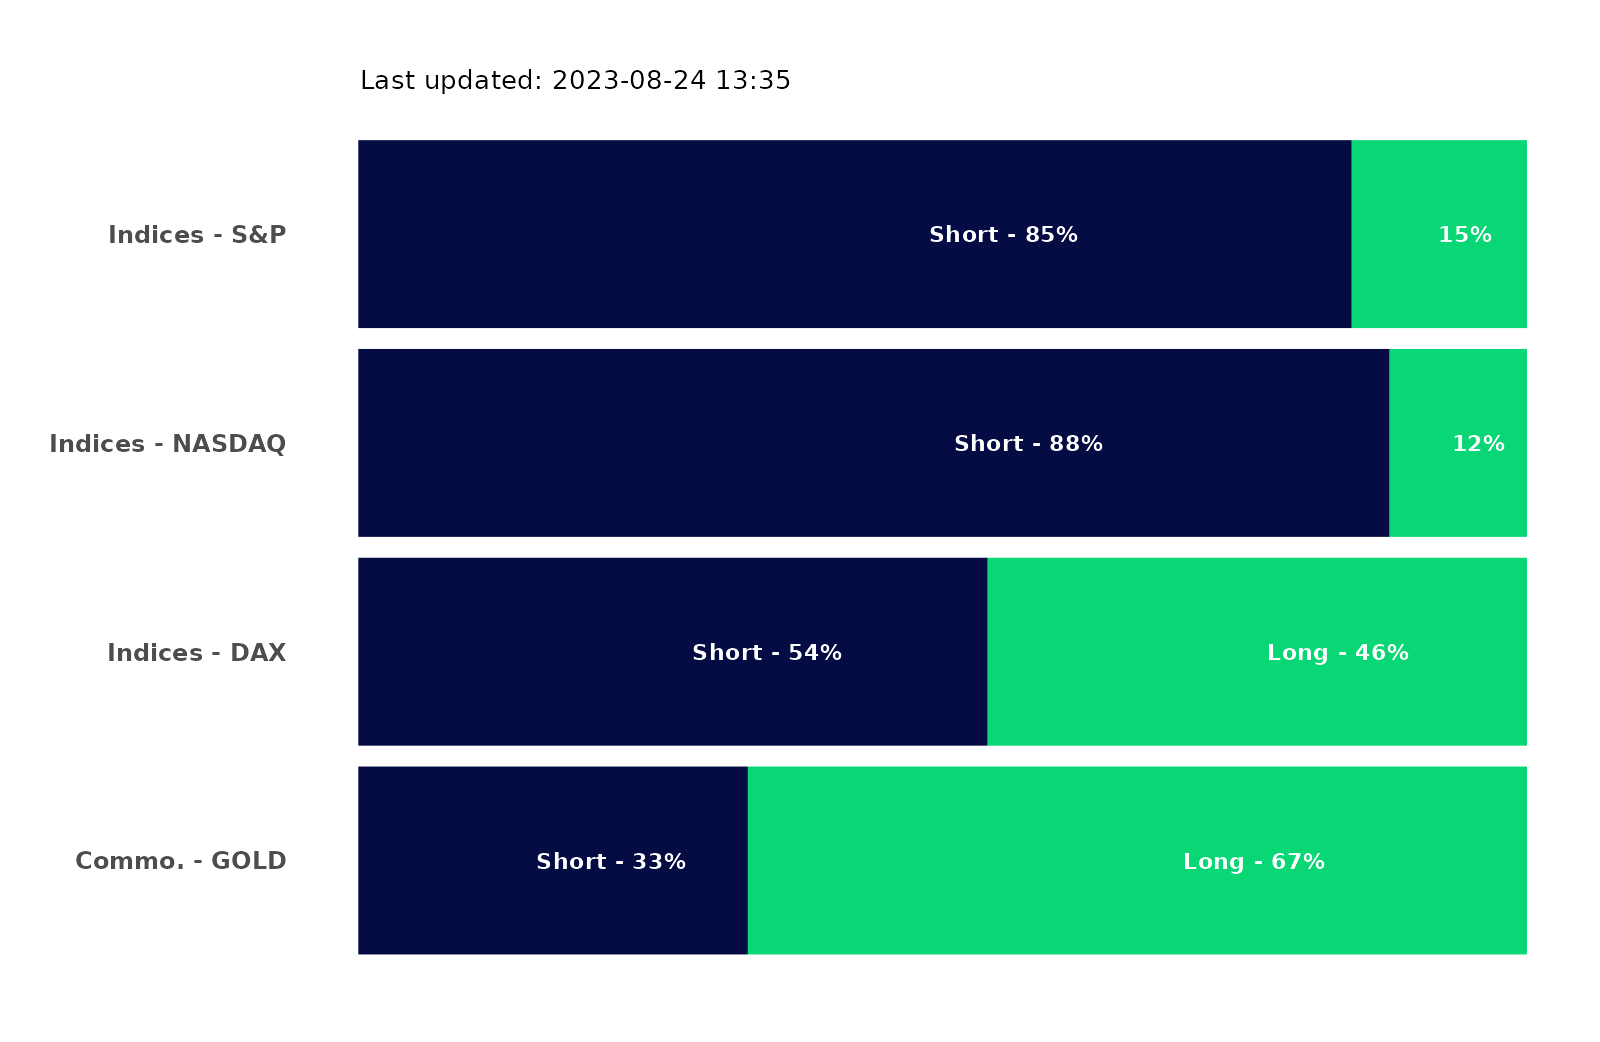 Last updated: 2023-08-24 13:35
Indices - S&P Short - 85% 15%
Indices - NASDAQ Short - 88% 12%
Indices - DAX Short - 54% Long - 46%
Commo. - GOLD Short - 33% Long - 67%